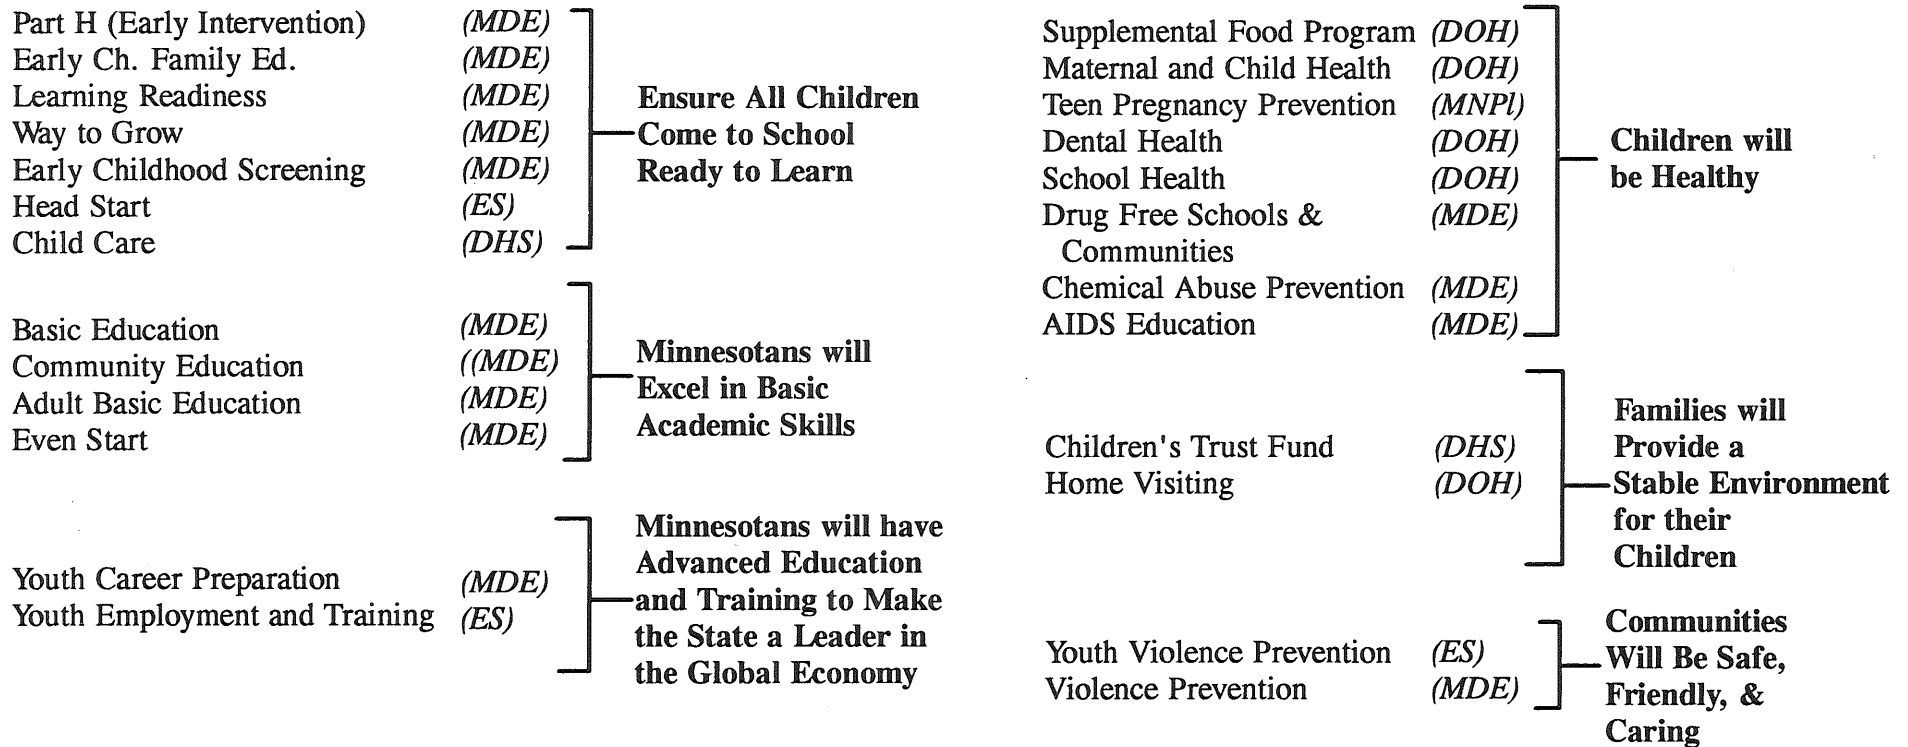 Part H (Early Intervention) (MDE)
Early Ch. Family Ed. (MDE)
Learning Readiness (MDE)
Way to Grow (MDE)
Early Childhood Screening (MDE)
Head Start (ES)
Child Care (DHS)
Ensure All Children
Come to School
Ready to Learn
Basic Education (MDE)
Community Education ((MDE)
Adult Basic Education (MDE)
Even Start (MDE)
Minnesotans will
Excel in Basic
Academic Skills
Youth Career Preparation (MDE)
Youth Employment and Training (ES)
Minnesotans will have
Advanced Education
and Training to Make
the State a Leader in
the Global Economy
Supplemental Food Program (DOH)
Maternal and Child Health (DOH)
Teen Pregnancy Prevention (MNPl)
Dental Health (DOH)
School Health (DOH)
Drug Free Schools & (MDE)
Communities
Chemical Abuse Prevention (MDE)
AIDS Education (MDE)
Children will
be Healthy
Children's Trust Fund (DHS)
Home Visiting (DOH)
Families will
Provide a
Stable Environment
for their
Children
Youth Violence Prevention (ES)
Violence Prevention (MDE)
Communities
Will Be Safe,
Friendly, &
Caring